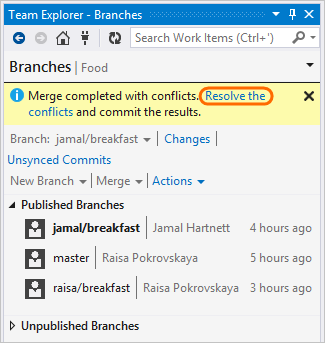 Team Explorer - Branches
Search Work Items (Ctrl+')
Branches | Food
Merge completed with conflicts. Resolve the
conflicts and commit the results.
Branch: jamal/breakfast | Changes |
Unsynced Commits
New Branch | Merge | Actions
Published Branches
jamal/breakfast | Jamal Hartnett 4 hours ago
master | Raisa Pokrovskaya 5 hours ago
raisa/breakfast | Raisa Pokrovskaya 3 hours ago
Unpublished Branches